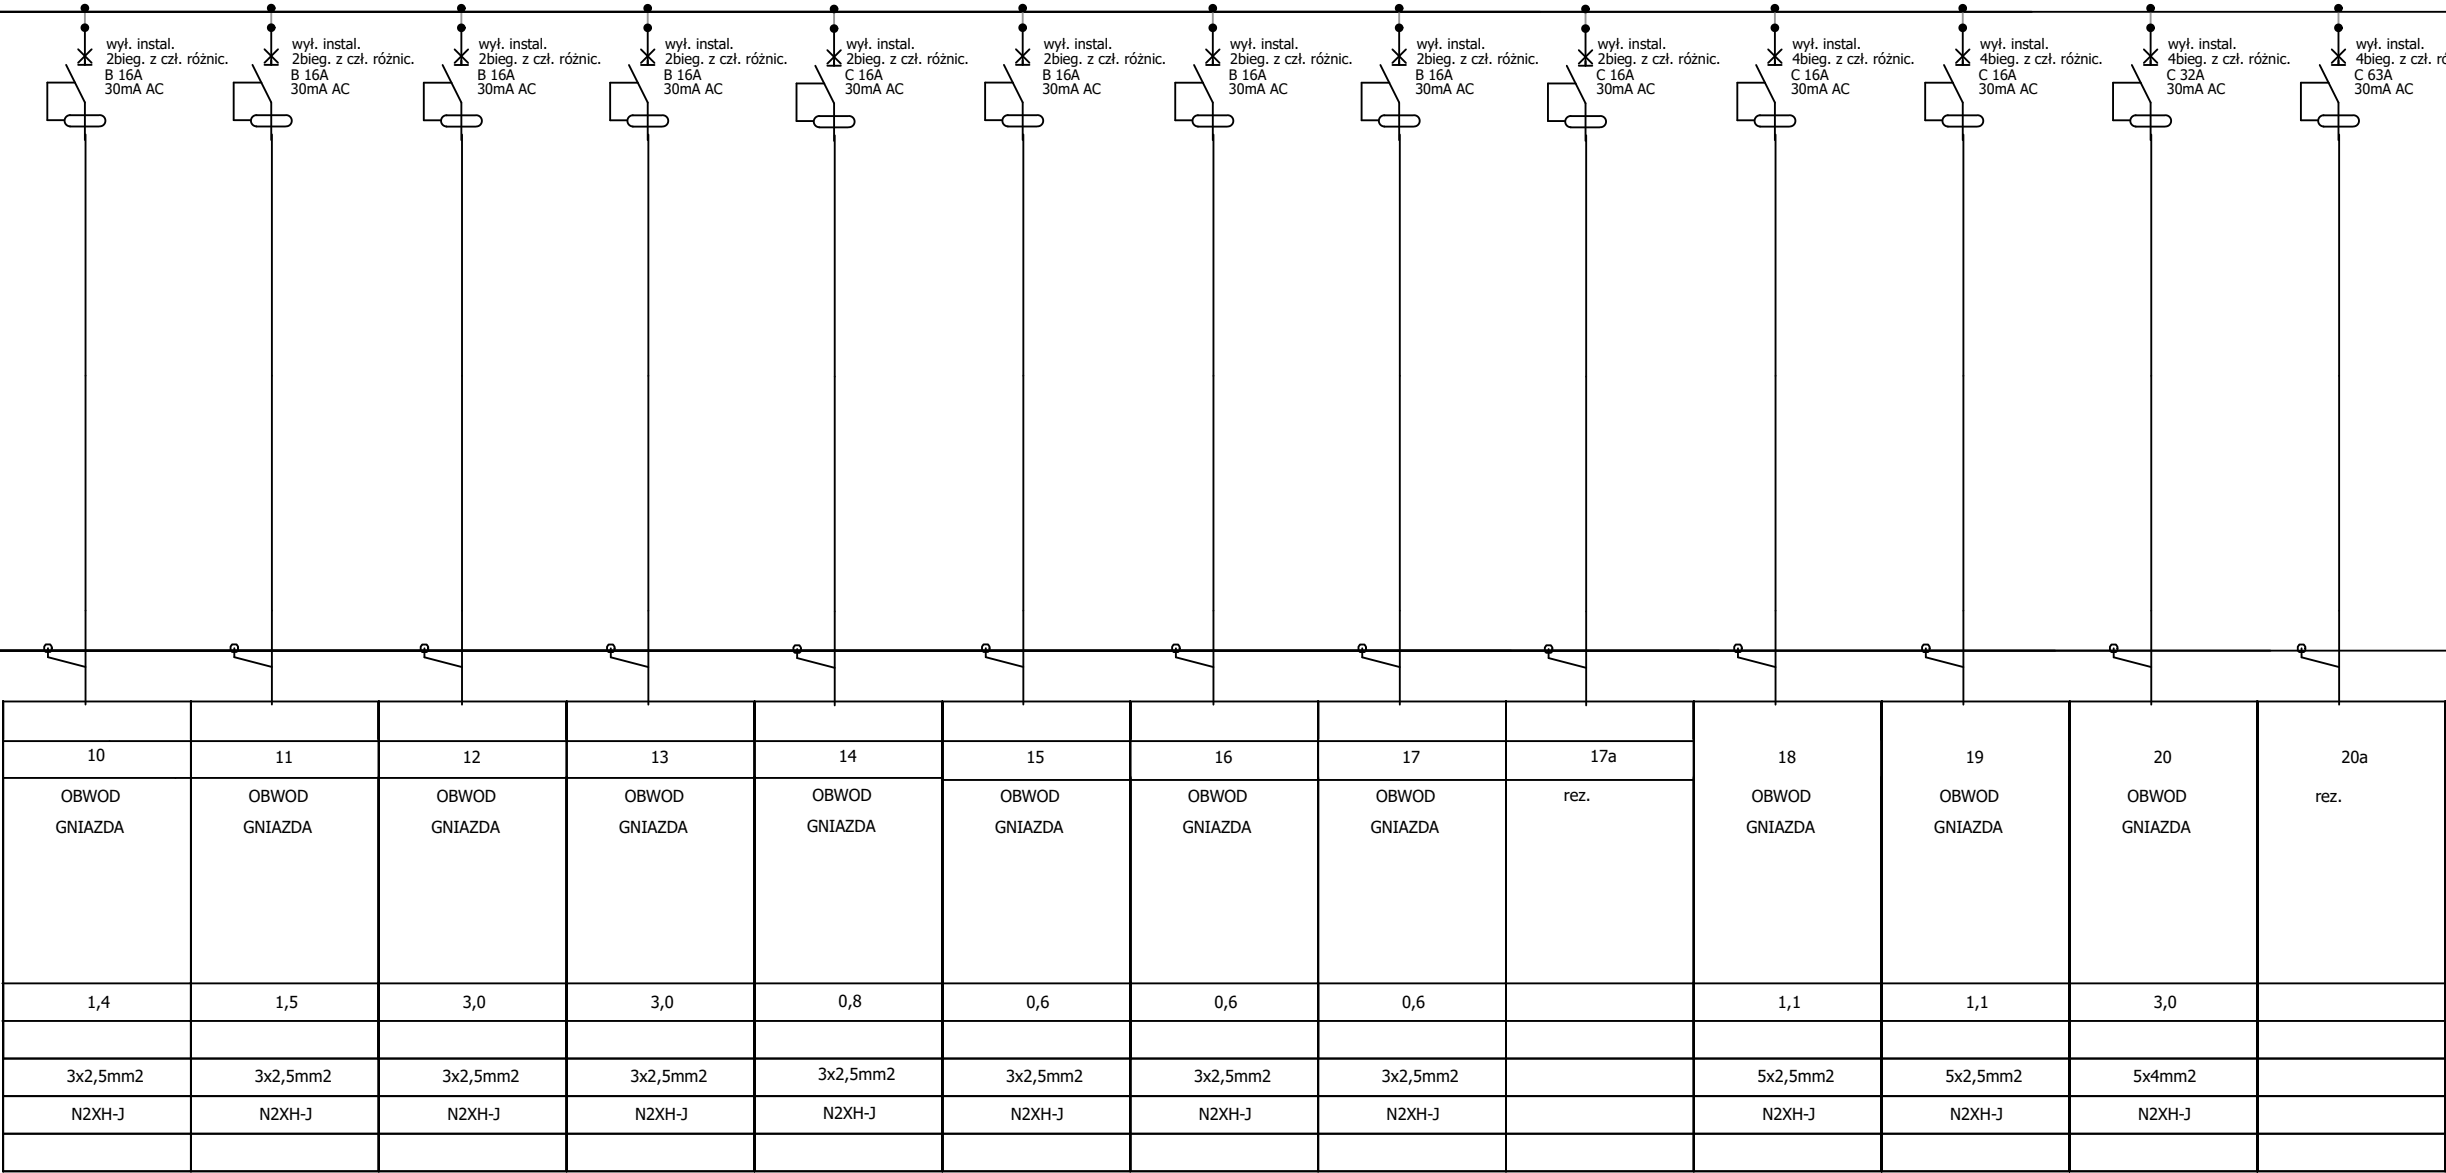 wył. instal.
2bieg. z czł. różnic.
B 16A
30mA AC
wył. instal.
2bieg. z czł. różnic.
B 16A
30mA AC
wył. instal.
2bieg. z czł. różnic.
B 16A
30mA AC
wył. instal.
2bieg. z czł. różnic.
B 16A
30mA AC
wył. instal.
2bieg. z czł. różnic.
C 16A
30mA AC
wył. instal.
2bieg. z czł. różnic.
B 16A
30mA AC
wył. instal.
2bieg. z czł. różnic.
B 16A
30mA AC
wył. instal.
2bieg. z czł. różnic.
B 16A
30mA AC
wył. instal.
2bieg. z czł. różnic.
C 16A
30mA AC
wył. instal.
4bieg. z czł. różnic.
C 16A
30mA AC
wył. instal.
4bieg. z czł. różnic.
C 16A
30mA AC
wył. instal.
4bieg. z czł. różnic.
C 32A
30mA AC
wył. instal.
4bieg. z czł.
C 63A
30mA AC
10 11 12 13 14 15 16 17 17a 18 19 20 20a
OBWOD OBWOD OBWOD OBWOD OBWOD OBWOD OBWOD OBWOD rez. OBWOD OBWOD OBWOD rez.
GNIAZDA GNIAZDA GNIAZDA GNIAZDA GNIAZDA GNIAZDA GNIAZDA GNIAZDA GNIAZDA GNIAZDA GNIAZDA
1,4 1,5 3,0 3,0 0,8 0,6 0,6 0,6 1,1 1,1 3,0
3x2,5mm2 3x2,5mm2 3x2,5mm2 3x2,5mm2 3x2,5mm2 3x2,5mm2 3x2,5mm2 3x2,5mm2 5x2,5mm2 5x2,5mm2 5x4mm2
N2XH-J N2XH-J N2XH-J N2XH-J N2XH-J N2XH-J N2XH-J N2XH-J N2XH-J N2XH-J N2XH-J